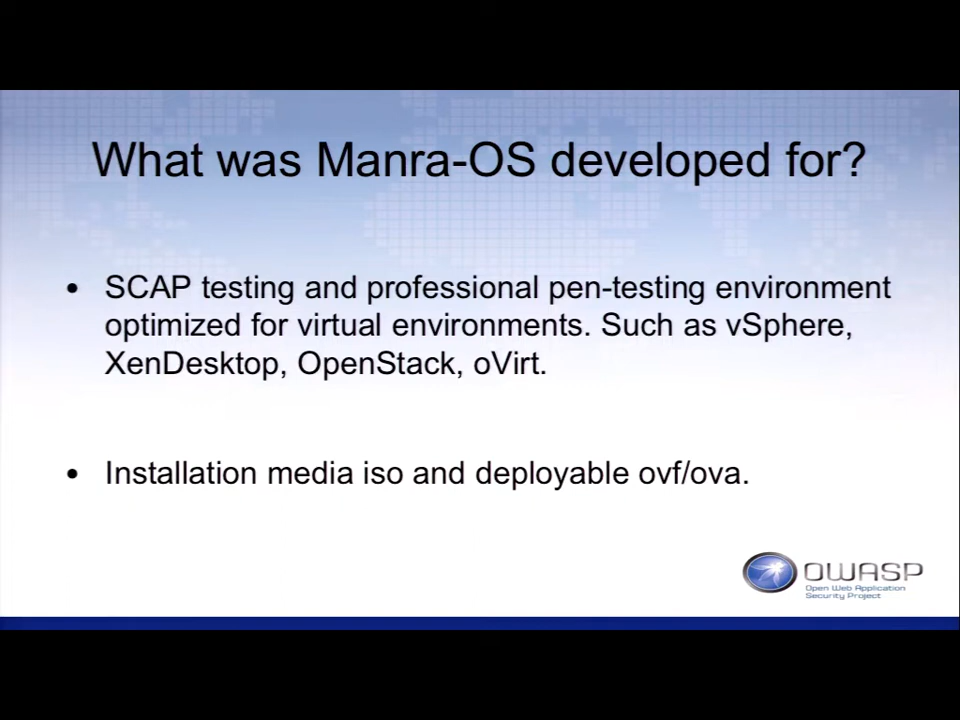 What was Manra-OS developed for?
• SCAP testing and professional pen-testing environment
optimized for virtual environments. Such as vSphere,
XenDesktop, OpenStack, oVirt.
• Installation media iso and deployable ovf/ova.
OWASP
Open Web Application
Security Project